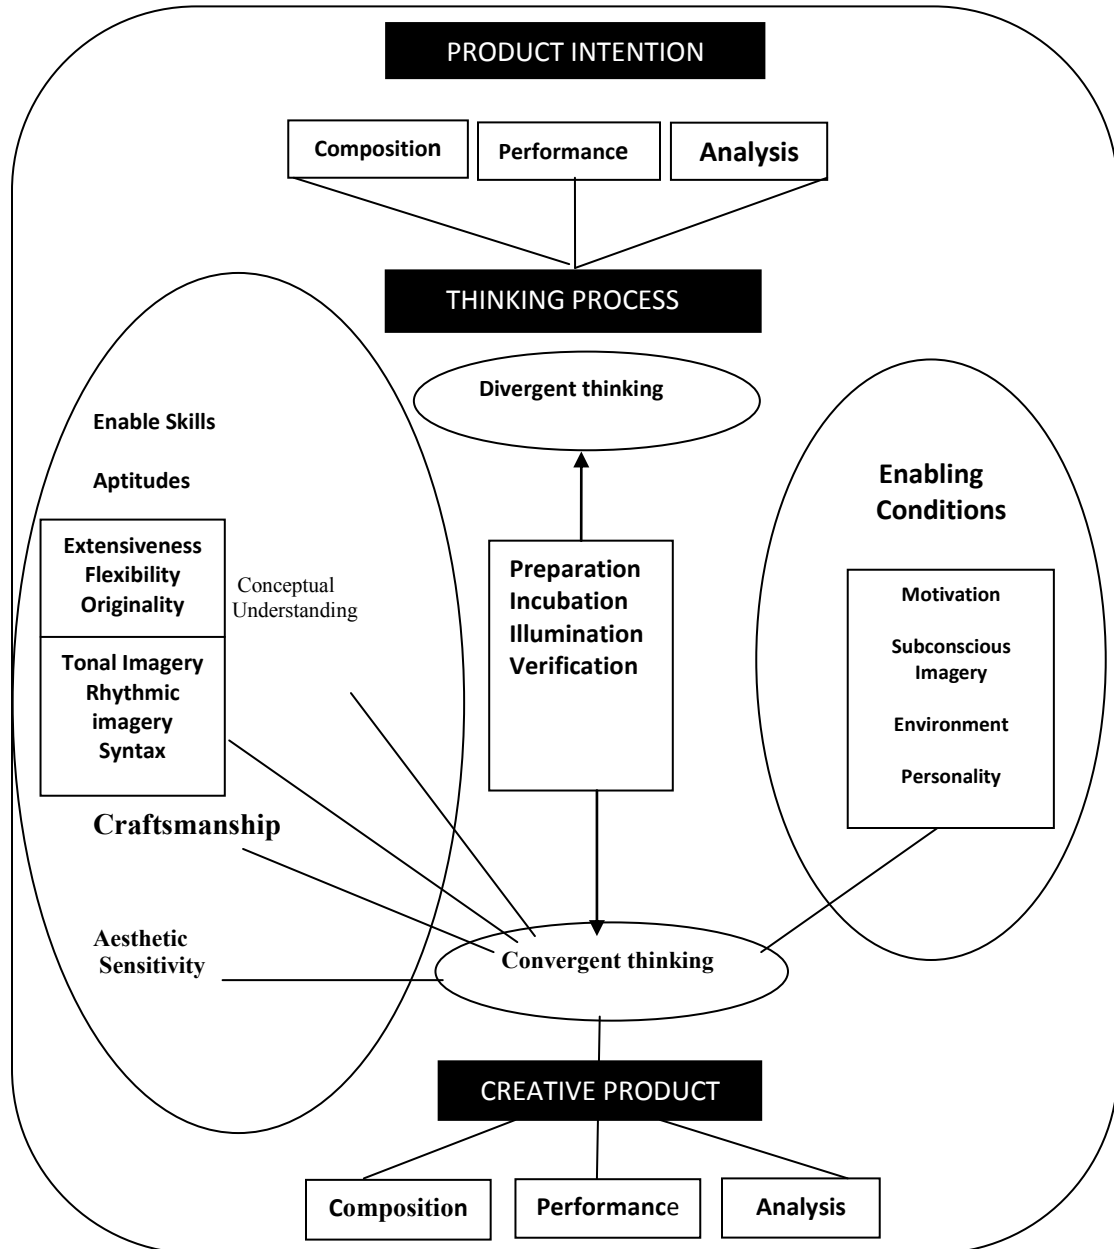 PRODUCT INTENTION
Composition
Performance
Analysis
THINKING PROCESS
Divergent thinking
Enable Skills
Aptitudes
Extensiveness
Flexibility
Originality
Conceptual
Understanding
Tonal Imagery
Rhythmic
imagery
Syntax
Craftsmanship
Aesthetic
Sensitivity
Preparation
Incubation
Illumination
Verification
Enabling
Conditions
Motivation
Subconscious
Imagery
Environment
Personality
Convergent thinking
CREATIVE PRODUCT
Composition
Performance
Analysis